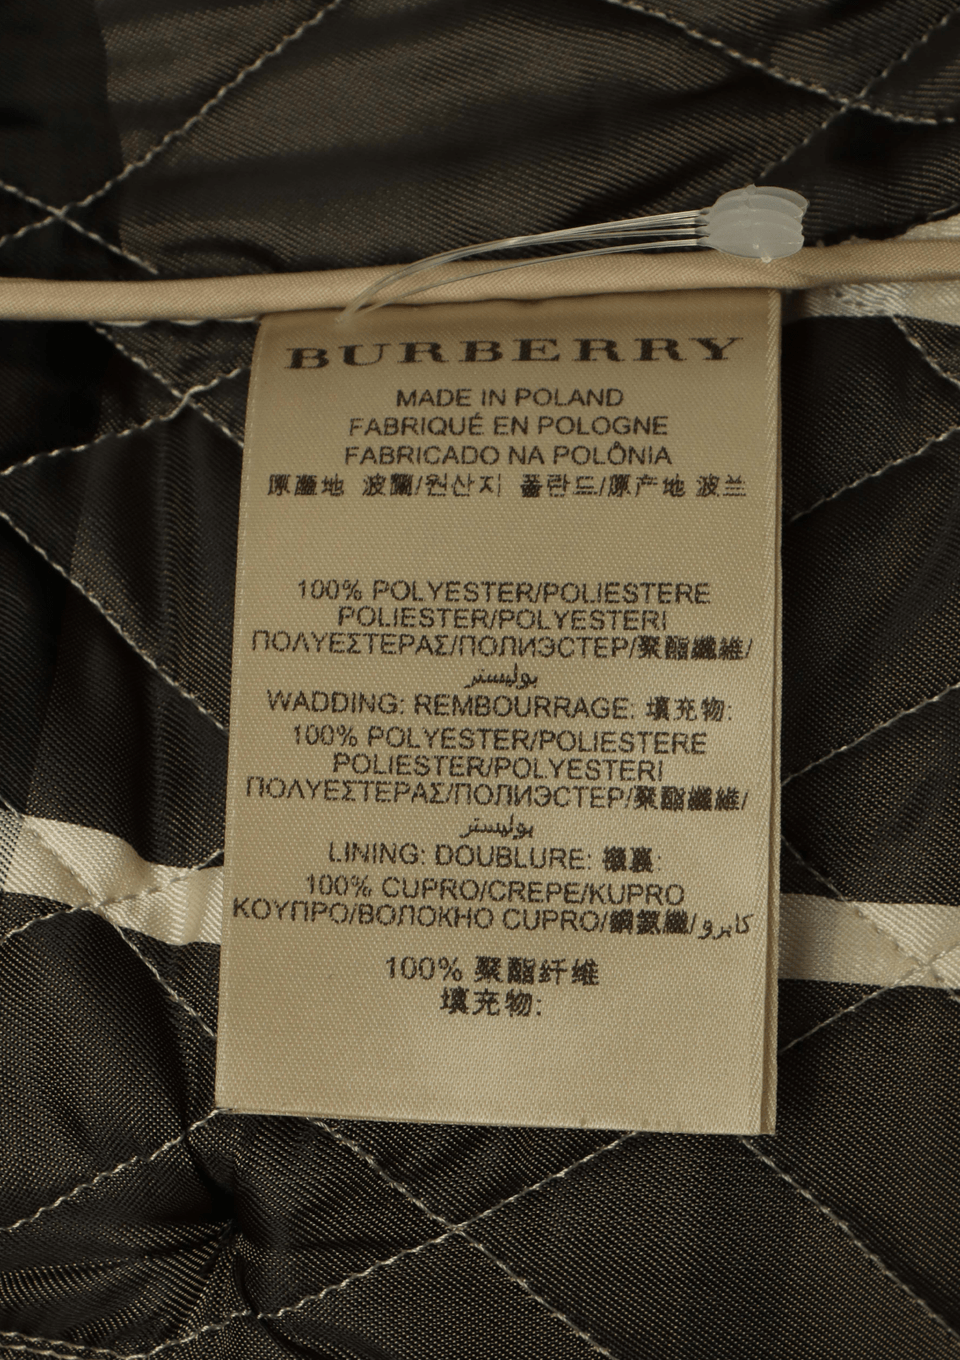 BURBERRY
MADE IN POLAND
FABRIQUÉ EN POLOGNE
FABRICADO NA POLÔNIA
原產地 波蘭/원산지 폴란드/原产地 波兰
100% POLYESTER/POLIESTERE
POLIESTER/POLYESTERI
ΠΟΛΥΕΣΤΕΡΑΣ/ПОЛИЭСТЕР/聚酯纖維/
بوليستر
WADDING: REMBOURRAGE: 填充物:
100% POLYESTER/POLIESTERE
POLIESTER/POLYESTERI
ΠΟΛΥΕΣΤΕΡΑΣ/ПОЛИЭСТЕР/聚酯纖維/
بوليستر
LINING: DOUBLURE: 襯裏:
100% CUPRO/CREPE/KUPRO
ΚΟΥΠΡΟ/ВОЛОКНО CUPRO/銅氨纖/كابرو
100% 聚酯纤维
填充物: